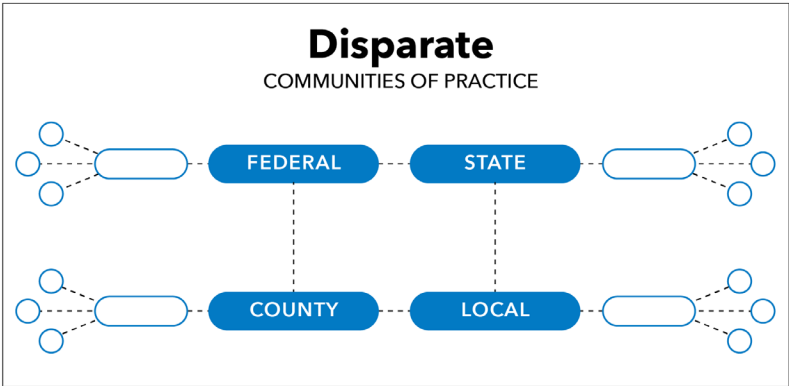 Disparate
COMMUNITIES OF PRACTICE
FEDERAL
STATE
COUNTY
LOCAL